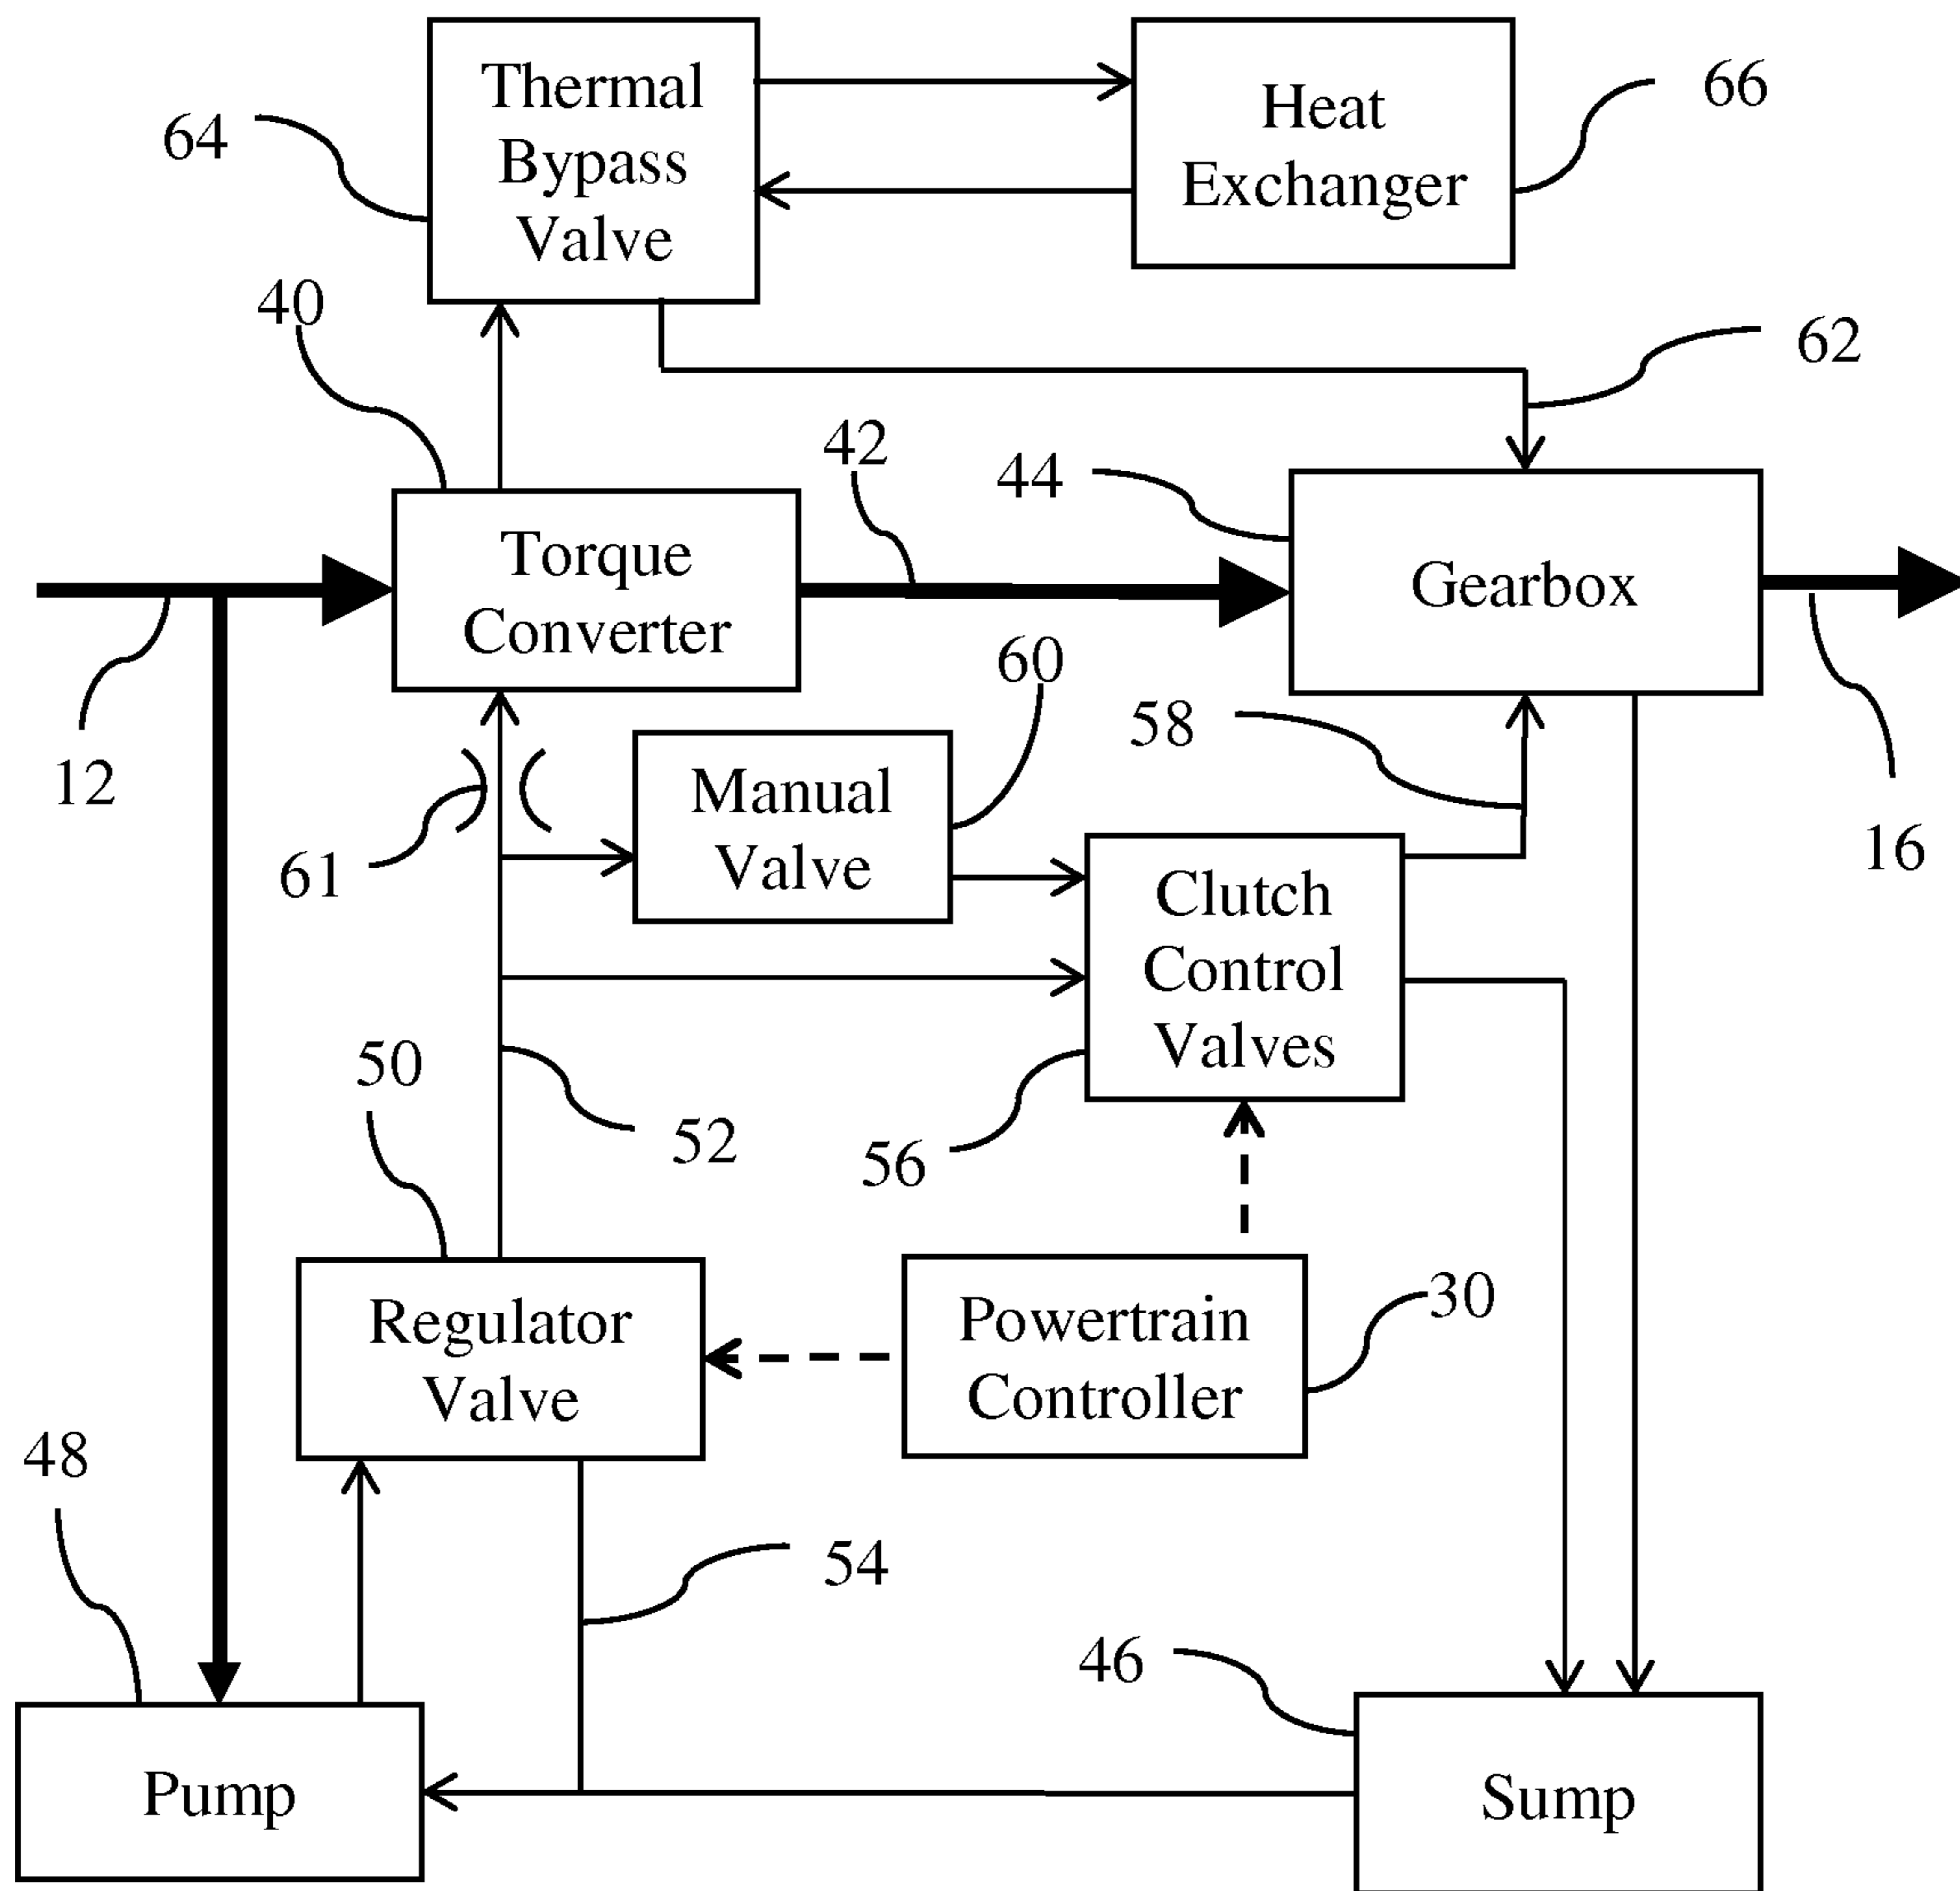 Thermal
Bypass
Valve
Heat
Exchanger
66
64
40
62
42
44
Torque
Converter
Gearbox
60
58
12
Manual
Valve
61
16
Clutch
Control
Valves
50
52
56
Regulator
Valve
Powertrain
Controller
30
48
54
46
Pump
Sump